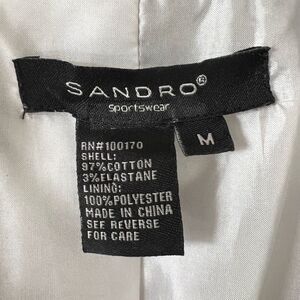 SANDRO®
Sportswear
M
RN#100170
SHELL:
97%COTTON
3%ELASTANE
LINING:
100%POLYESTER
MADE IN CHINA
SEE REVERSE
FOR CARE